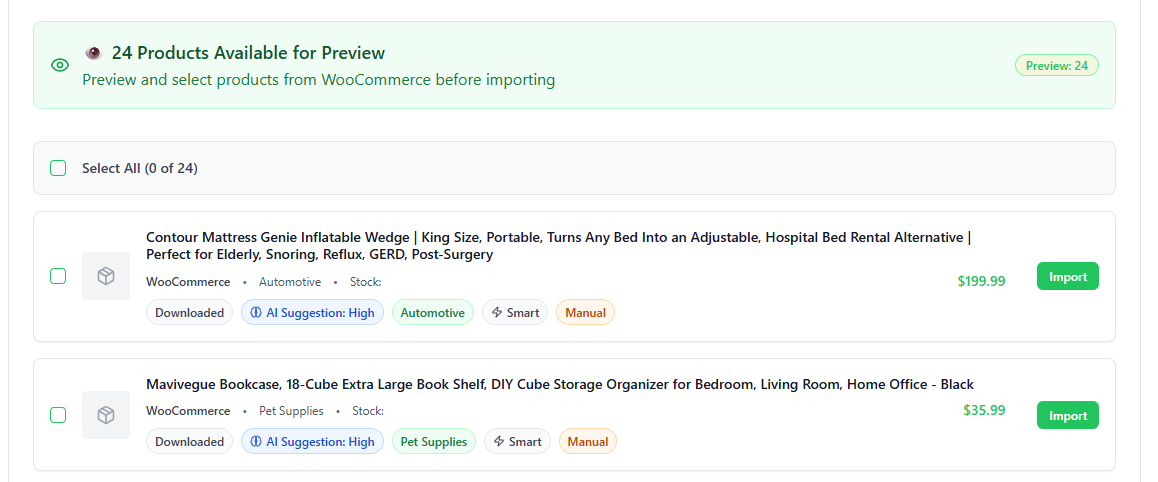 24 Products Available for Preview
Preview and select products from WooCommerce before importing
Preview: 24
Select All (0 of 24)
Contour Mattress Genie Inflatable Wedge | King Size, Portable, Turns Any Bed Into an Adjustable, Hospital Bed Rental Alternative |
Perfect for Elderly, Snoring, Reflux, GERD, Post-Surgery
WooCommerce • Automotive • Stock:
$199.99
Import
Downloaded AI Suggestion: High Automotive Smart Manual
Mavivegue Bookcase, 18-Cube Extra Large Book Shelf, DIY Cube Storage Organizer for Bedroom, Living Room, Home Office - Black
WooCommerce • Pet Supplies • Stock:
$35.99
Import
Downloaded AI Suggestion: High Pet Supplies Smart Manual